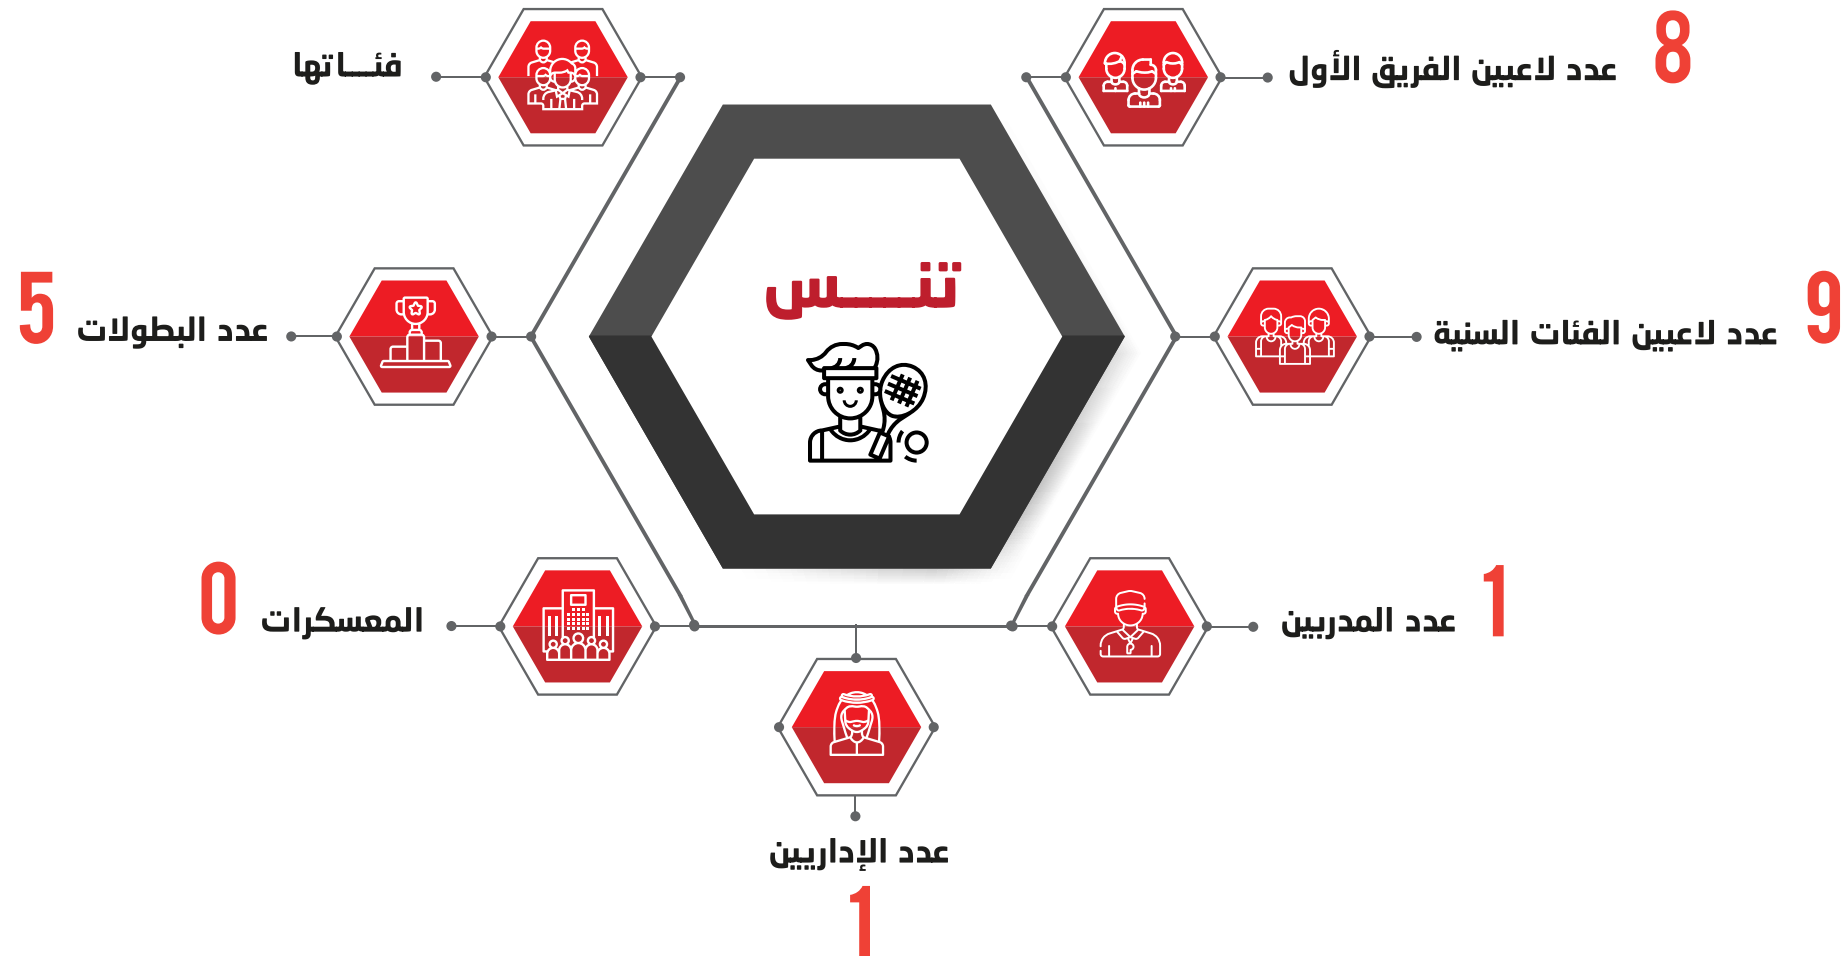 تنس
8
عدد لاعبين الفريق الأول
9
عدد لاعبين الفئات السنية
1
عدد المدربين
عدد الإداريين
1
المعسكرات
0
عدد البطولات
5
فئاتها